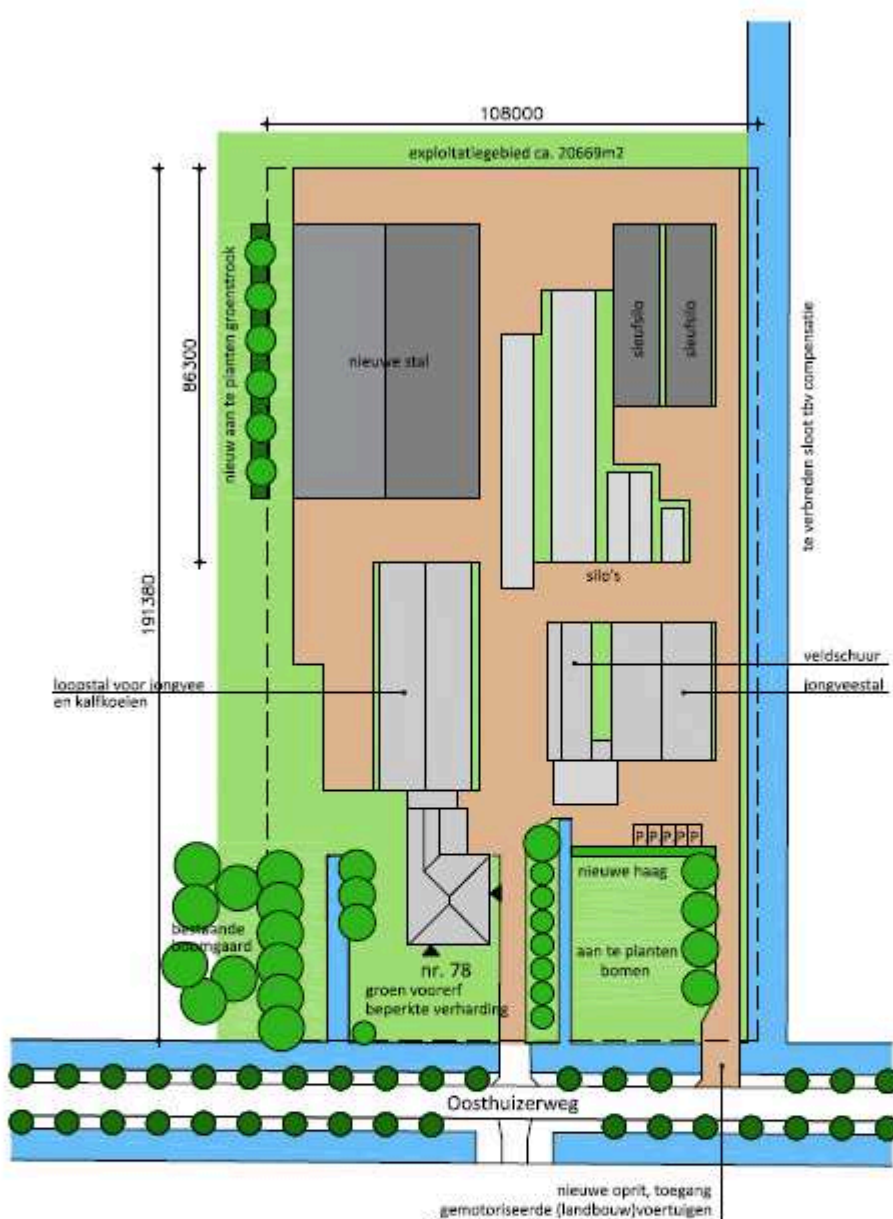 108000
exploitatiegebied ca. 20669m2
nieuw aan te planten groenstrook
86300
191380
nieuwe stal
sleufsilo
sleufsilo
te verbreden sloot tbv compensatie
silo's
veldschuur
jongveestal
loopstal voor jongvee
en kalfkoeien
P P P P P
nieuwe haag
bestaande
boomgaard
aan te planten
bomen
nr. 78
groen voorerf
beperkte verharding
Oosthuizerweg
nieuwe oprit, toegang
gemotoriseerde (landbouw)voertuigen